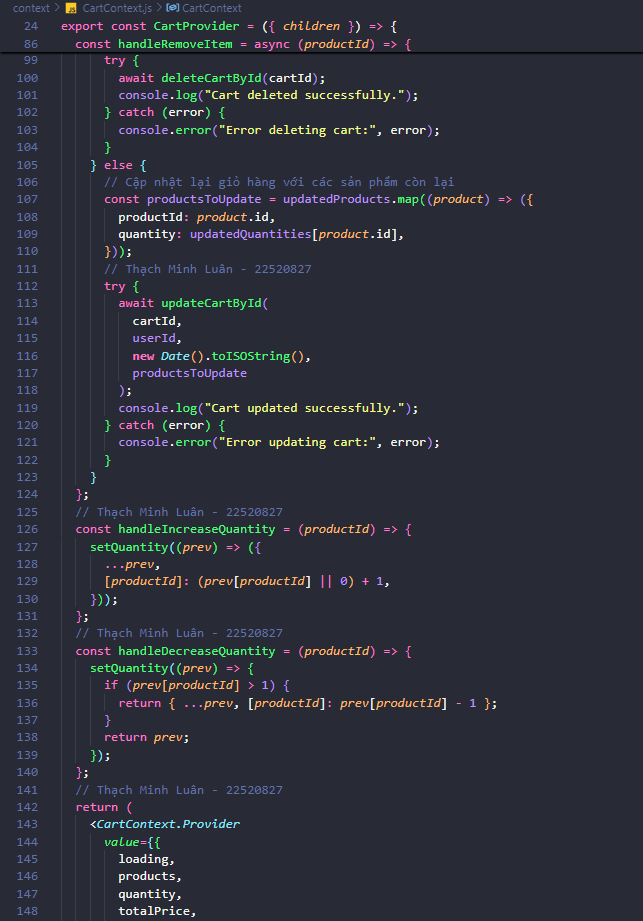 context > JS CartContext.js > CartContext
24 export const CartProvider = ({ children }) => {
86 const handleRemoveItem = async (productId) => {
99 try {
100 await deleteCartById(cartId);
101 console.log("Cart deleted successfully.");
102 } catch (error) {
103 console.error("Error deleting cart:", error);
104 }
105 } else {
106 // Cập nhật lại giỏ hàng với các sản phẩm còn lại
107 const productsToUpdate = updatedProducts.map((product) => ({
108 productId: product.id,
109 quantity: updatedQuantities[product.id],
110 }));
111 // Thạch Minh Luân - 22520827
112 try {
113 await updateCartById(
114 cartId,
115 userId,
116 new Date().toISOString(),
117 productsToUpdate
118 );
119 console.log("Cart updated successfully.");
120 } catch (error) {
121 console.error("Error updating cart:", error);
122 }
123 }
124 };
125 // Thạch Minh Luân - 22520827
126 const handleIncreaseQuantity = (productId) => {
127 setQuantity((prev) => ({
128 ...prev,
129 [productId]: (prev[productId] || 0) + 1,
130 }));
131 };
132 // Thạch Minh Luân - 22520827
133 const handleDecreaseQuantity = (productId) => {
134 setQuantity((prev) => {
135 if (prev[productId] > 1) {
136 return { ...prev, [productId]: prev[productId] - 1 };
137 }
138 return prev;
139 });
140 };
141 // Thạch Minh Luân - 22520827
142 return (
143 <CartContext.Provider
144 value={{
145 loading,
146 products,
147 quantity,
148 totalPrice,